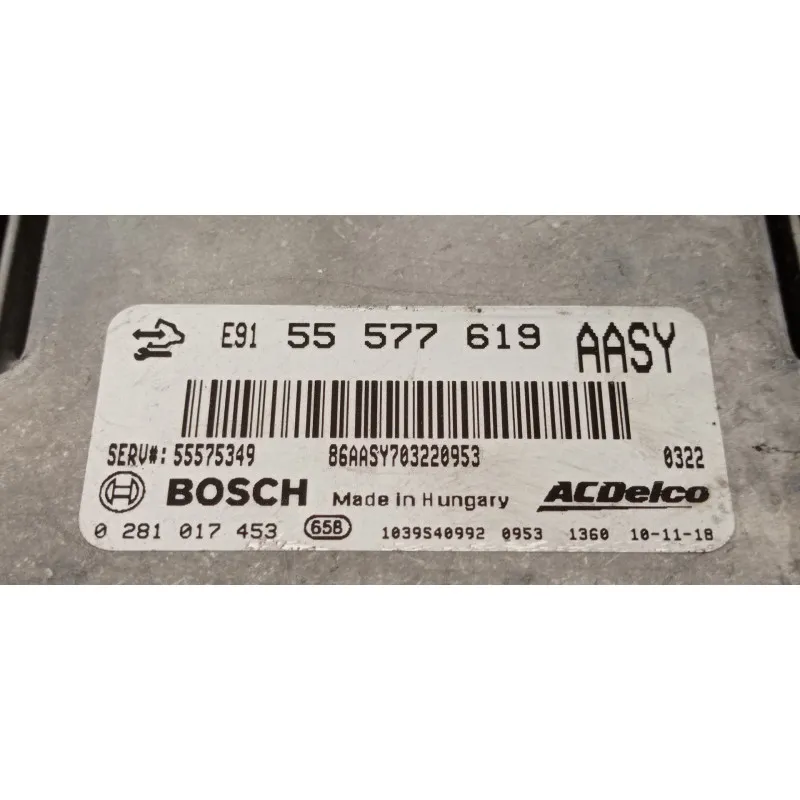 E91 55 577 619 AASY
SERV#: 55575349 86AASY703220953 0322
BOSCH Made in Hungary ACDelco
0 281 017 453 658 1039S40992 0953 1360 10-11-18